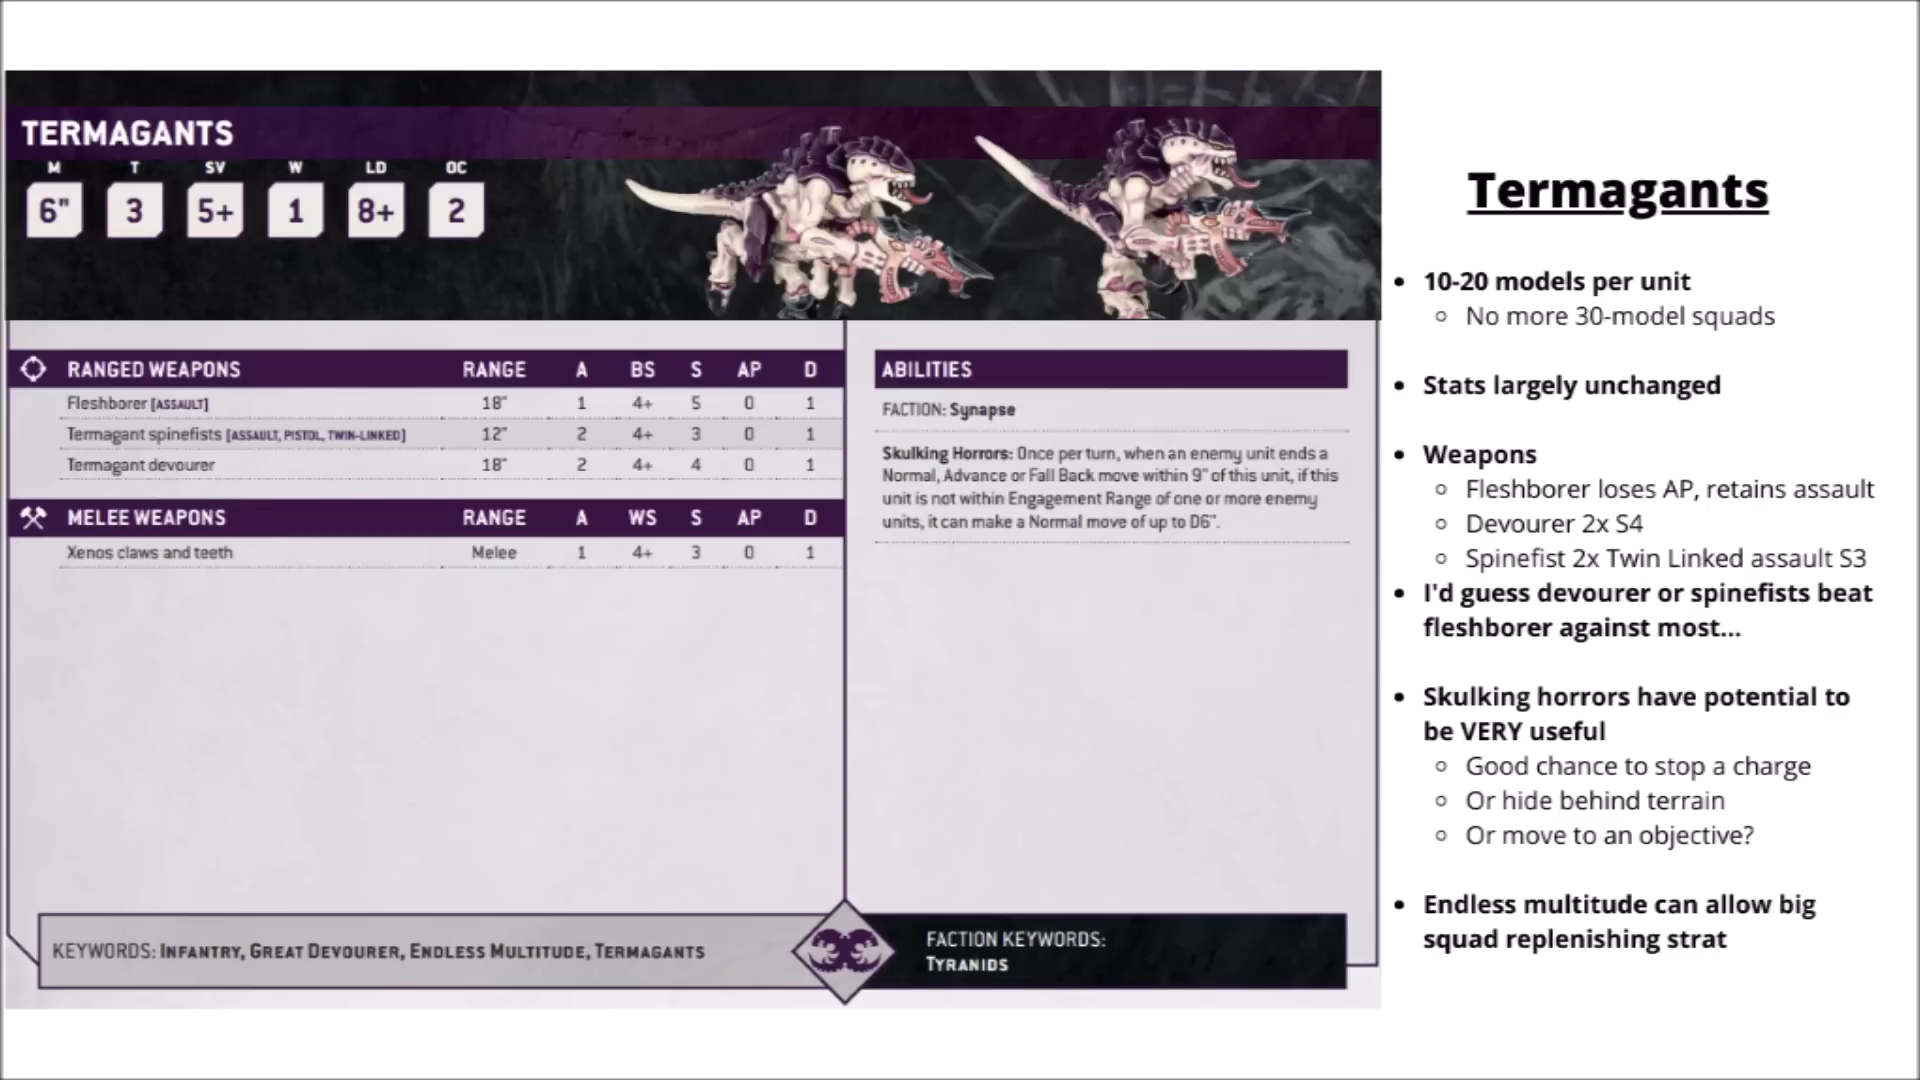 TERMAGANTS
M T SV W LD OC
6" 3 5+ 1 8+ 2
RANGED WEAPONS RANGE A BS S AP D
Fleshborer [ASSAULT] 18" 1 4+ 5 0 1
Termagant spinefists [ASSAULT, PISTOL, TWIN-LINKED] 12" 2 4+ 3 0 1
Termagant devourer 18" 2 4+ 4 0 1
MELEE WEAPONS RANGE A WS S AP D
Xenos claws and teeth Melee 1 4+ 3 0 1
ABILITIES
FACTION: Synapse
Skulking Horrors: Once per turn, when an enemy unit ends a
Normal, Advance or Fall Back move within 9" of this unit, if this
unit is not within Engagement Range of one or more enemy
units, it can make a Normal move of up to D6".
KEYWORDS: INFANTRY, GREAT DEVOURER, ENDLESS MULTITUDE, TERMAGANTS
FACTION KEYWORDS:
TYRANIDS
Termagants
• 10-20 models per unit
○ No more 30-model squads
• Stats largely unchanged
• Weapons
○ Fleshborer loses AP, retains assault
○ Devourer 2x S4
○ Spinefist 2x Twin Linked assault S3
• I'd guess devourer or spinefists beat
fleshborer against most...
• Skulking horrors have potential to
be VERY useful
○ Good chance to stop a charge
○ Or hide behind terrain
○ Or move to an objective?
• Endless multitude can allow big
squad replenishing strat